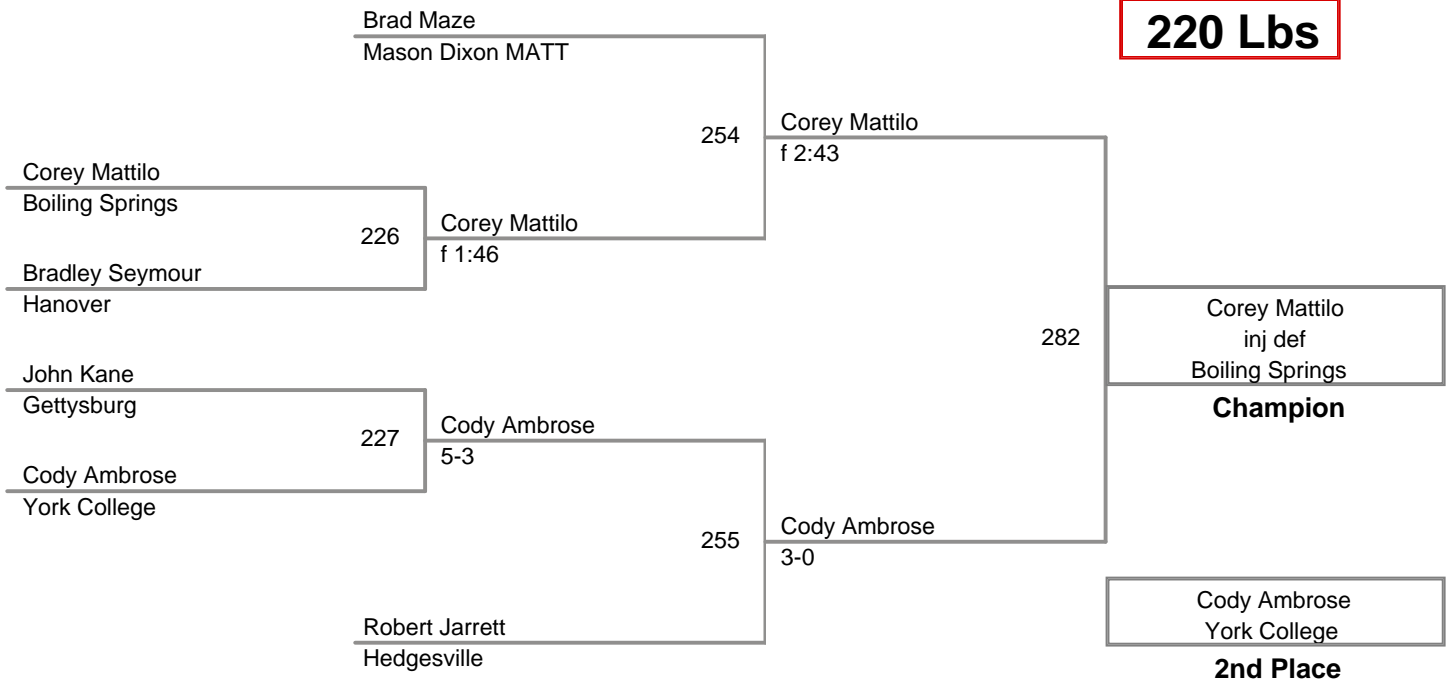 220 Lbs
Brad Maze
Mason Dixon MATT
254
Corey Mattilo
f 2:43
Corey Mattilo
Boiling Springs
226
Corey Mattilo
f 1:46
Bradley Seymour
Hanover
282
Corey Mattilo
inj def
Boiling Springs
Champion
John Kane
Gettysburg
227
Cody Ambrose
5-3
Cody Ambrose
York College
255
Cody Ambrose
3-0
Robert Jarrett
Hedgesville
Cody Ambrose
York College
2nd Place